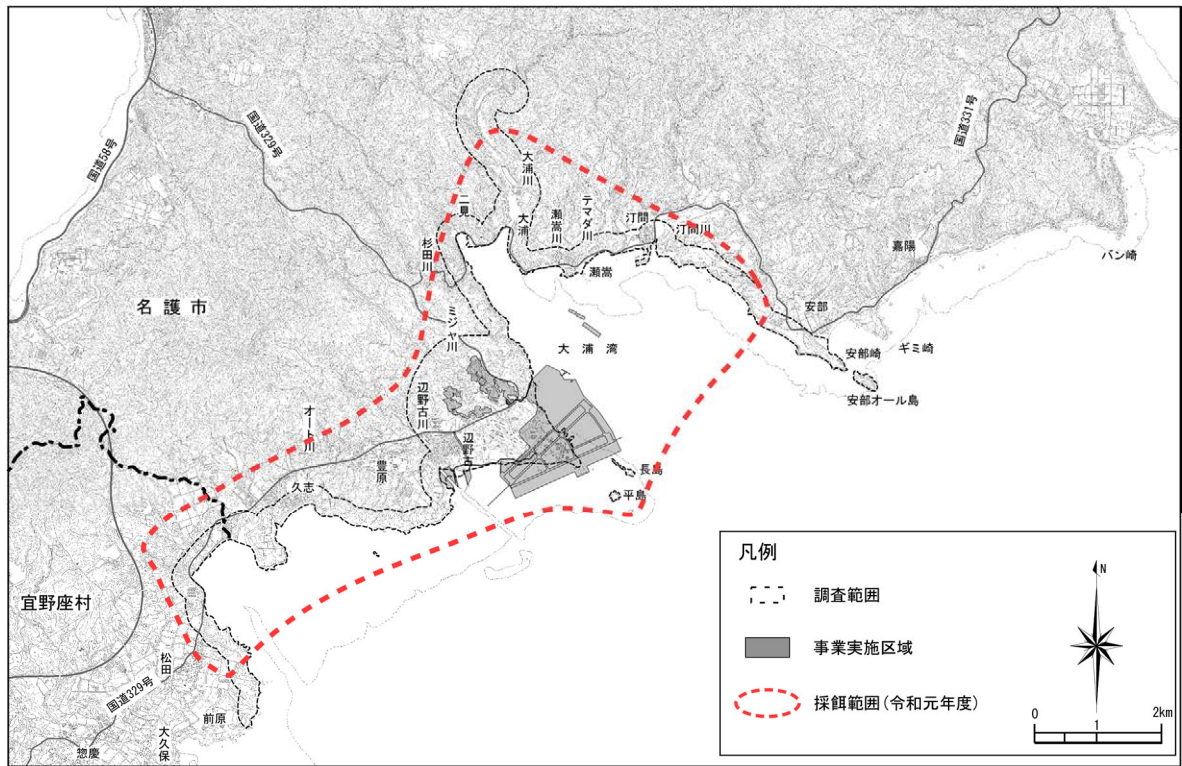 国道58号
国道329号
国道331号
大浦川
二見
大浦
瀬嵩川
テマダ川
汀間
汀間川
嘉陽
バン崎
杉田川
瀬嵩
名護市
ミジャ川
大浦湾
安部
安部崎
ギミ崎
安部オール島
辺野古川
オート川
辺野古
豊原
久志
長島
平島
宜野座村
松田
国道329号
前原
大久保
惣慶
凡例
調査範囲
事業実施区域
採餌範囲(令和元年度)
N
0 1 2km